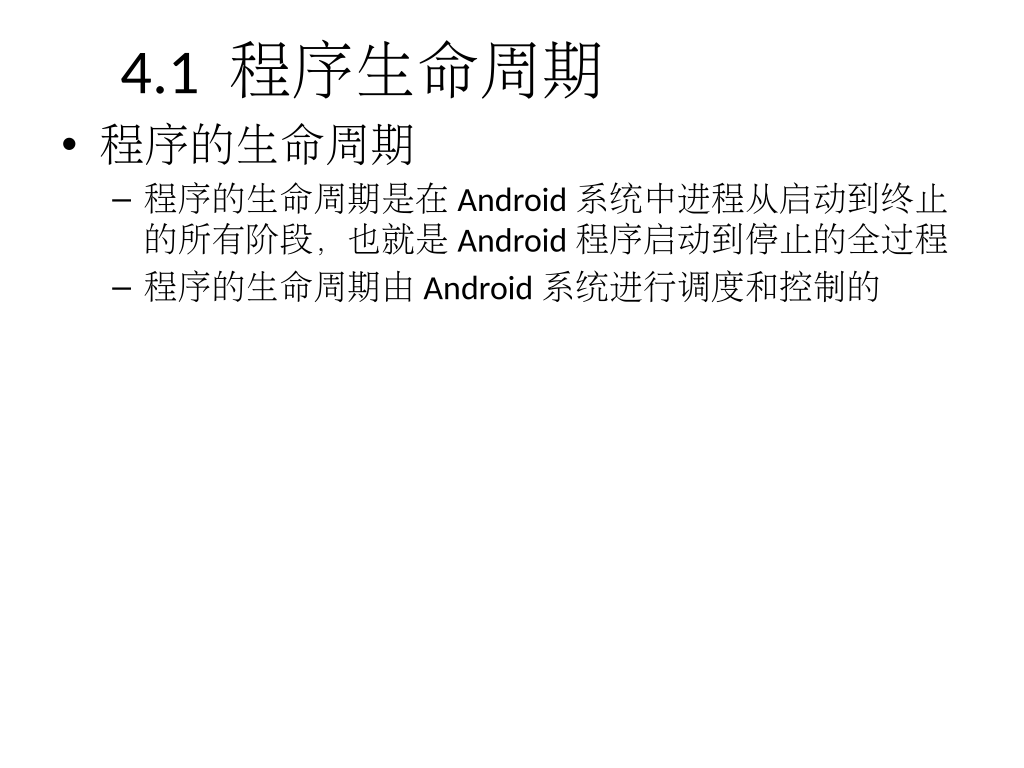 4.1 程序生命周期
• 程序的生命周期
– 程序的生命周期是在 Android 系统中进程从启动到终止
的所有阶段，也就是 Android 程序启动到停止的全过程
– 程序的生命周期由 Android 系统进行调度和控制的